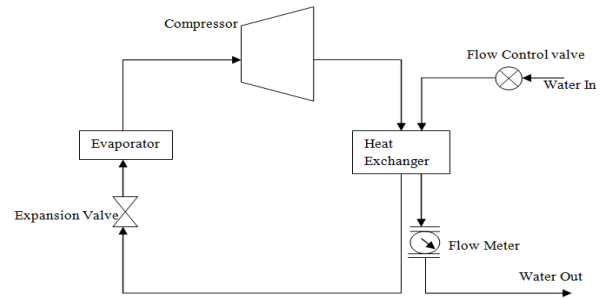 Compressor
Flow Control valve
Water In
Evaporator
Heat
Exchanger
Expansion Valve
Flow Meter
Water Out